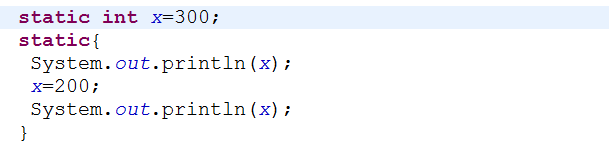 static int x=300;
static{
 System.out.println(x);
 x=200;
 System.out.println(x);
}